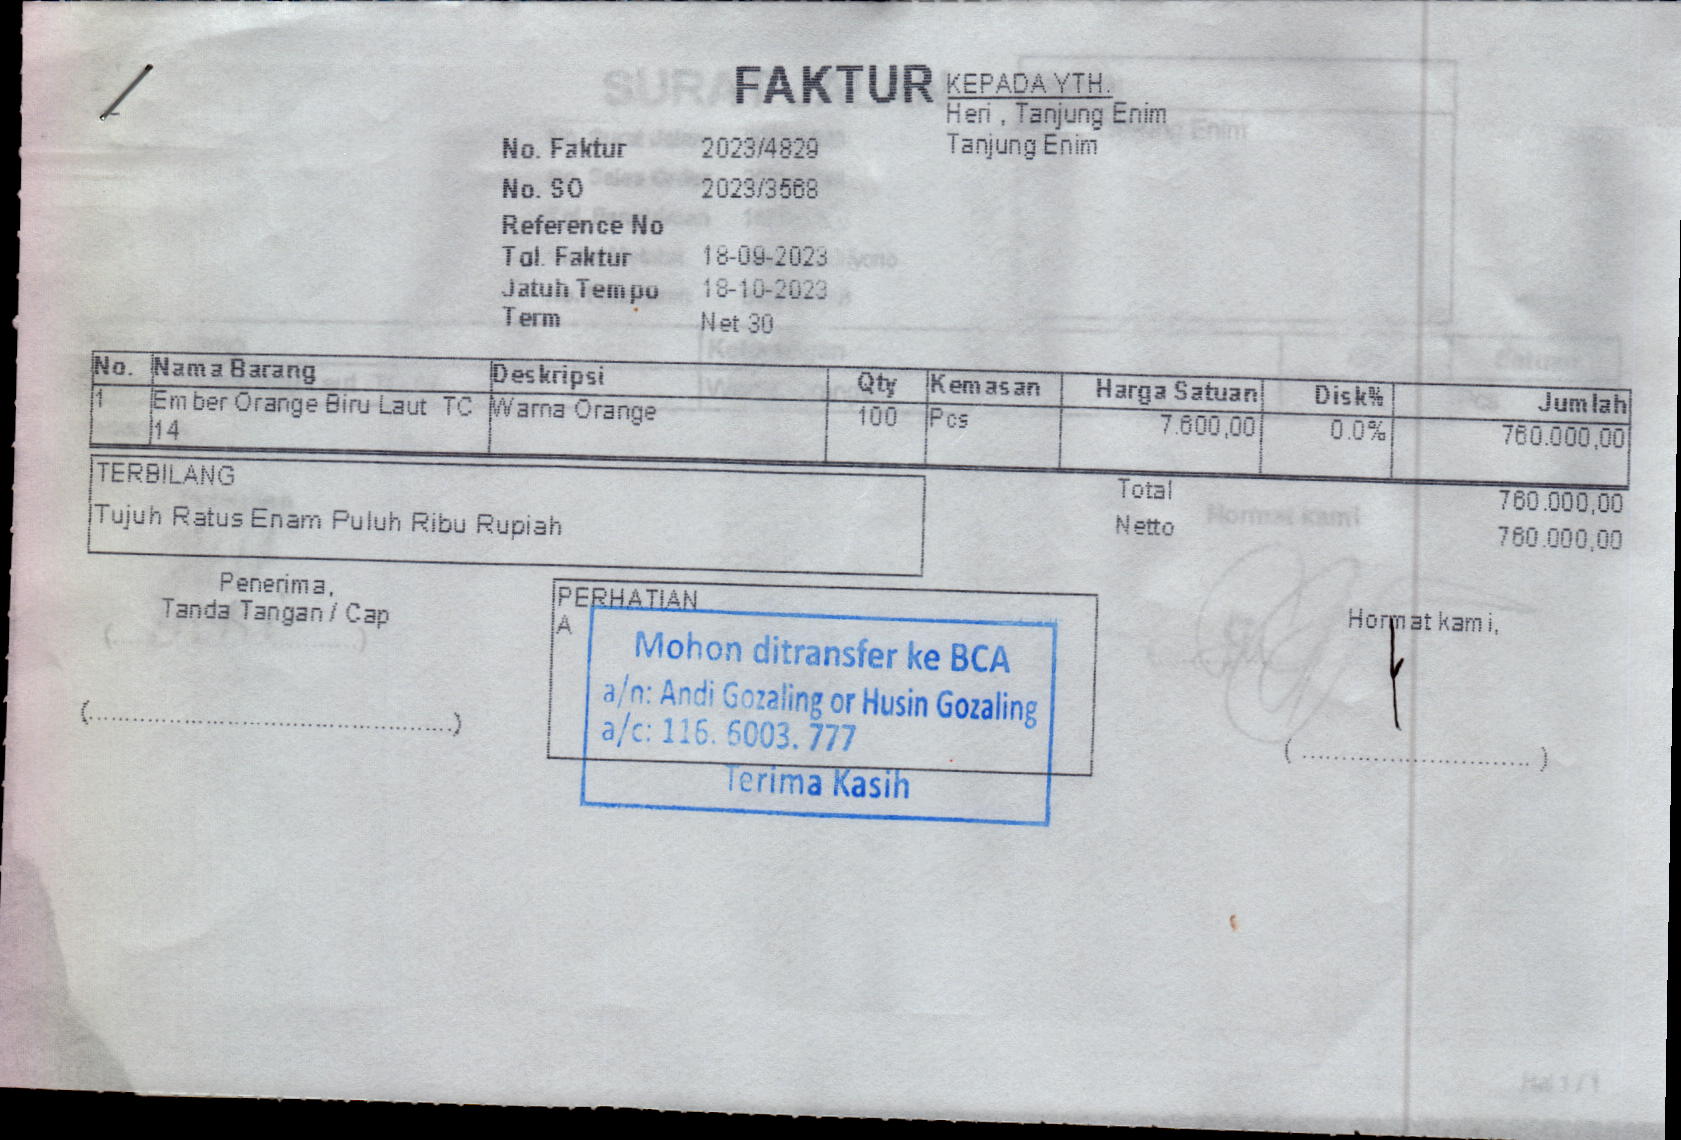 FAKTUR
KEPADA YTH.
Heri , Tanjung Enim
Tanjung Enim
No. Faktur 2023/4829
No. SO 2023/3568
Reference No
Tgl. Faktur 18-09-2023
Jatuh Tempo 18-10-2023
Term Net 30
No. Nama Barang Deskripsi Qty Kemasan Harga Satuan Disk% Jumlah
1 Ember Orange Biru Laut TC Warna Orange 100 Pcs 7.600,00 0.0% 760.000,00
14
TERBILANG
Tujuh Ratus Enam Puluh Ribu Rupiah
Total 760.000,00
Netto 760.000,00
Penerima,
Tanda Tangan / Cap
(..................................................)
PERHATIAN
A
Mohon ditransfer ke BCA
a/n: Andi Gozaling or Husin Gozaling
a/c: 116. 6003. 777
Terima Kasih
Hormat kami,
( ............................... )